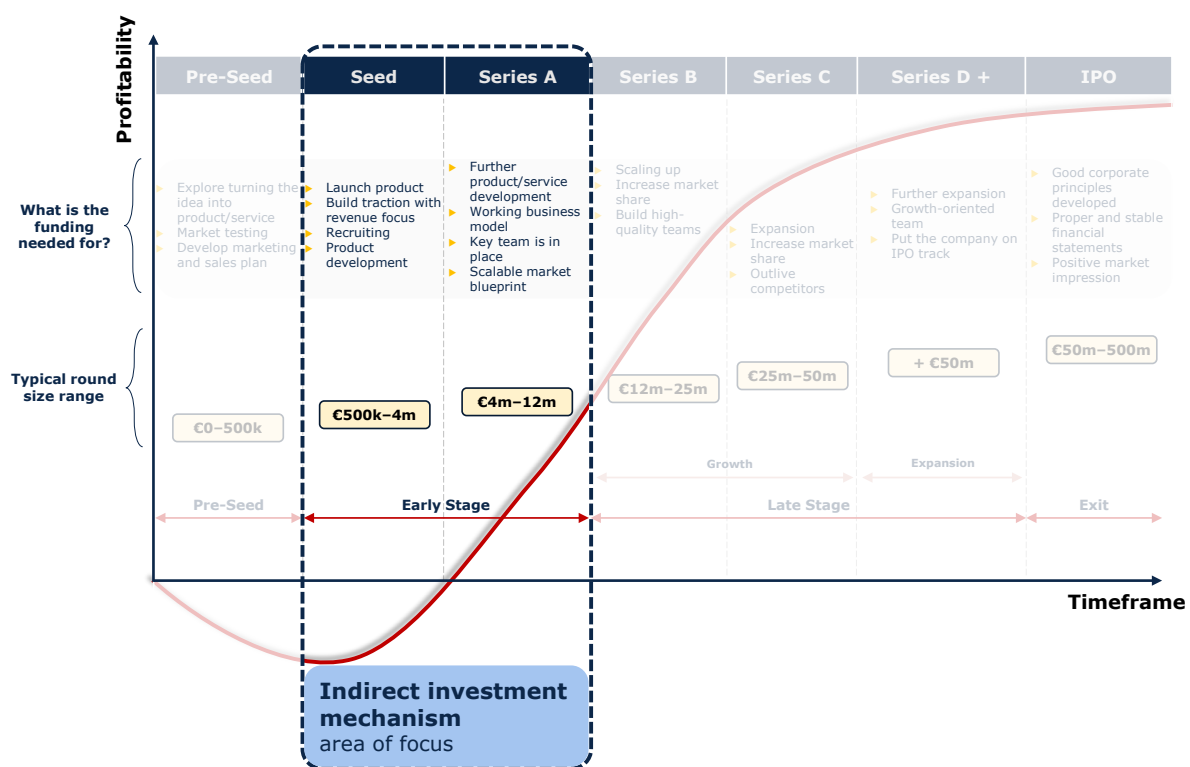 Profitability
Pre-Seed
Seed
Series A
Series B
Series C
Series D +
IPO
What is the
funding
needed for?
Explore turning the
idea into
product/service
Market testing
Develop marketing
and sales plan
Launch product
Build traction with
revenue focus
Recruiting
Product
development
Further
product/service
development
Working business
model
Key team is in
place
Scalable market
blueprint
Scaling up
Increase market
share
Build high-
quality teams
Expansion
Increase market
share
Outlive
competitors
Further expansion
Growth-oriented
team
Put the company on
IPO track
Good corporate
principles
developed
Proper and stable
financial
statements
Positive market
impression
Typical round
size range
€0–500k
€500k–4m
€4m–12m
€12m–25m
€25m–50m
+ €50m
€50m–500m
Growth
Expansion
Pre-Seed
Early Stage
Late Stage
Exit
Timeframe
Indirect investment
mechanism
area of focus